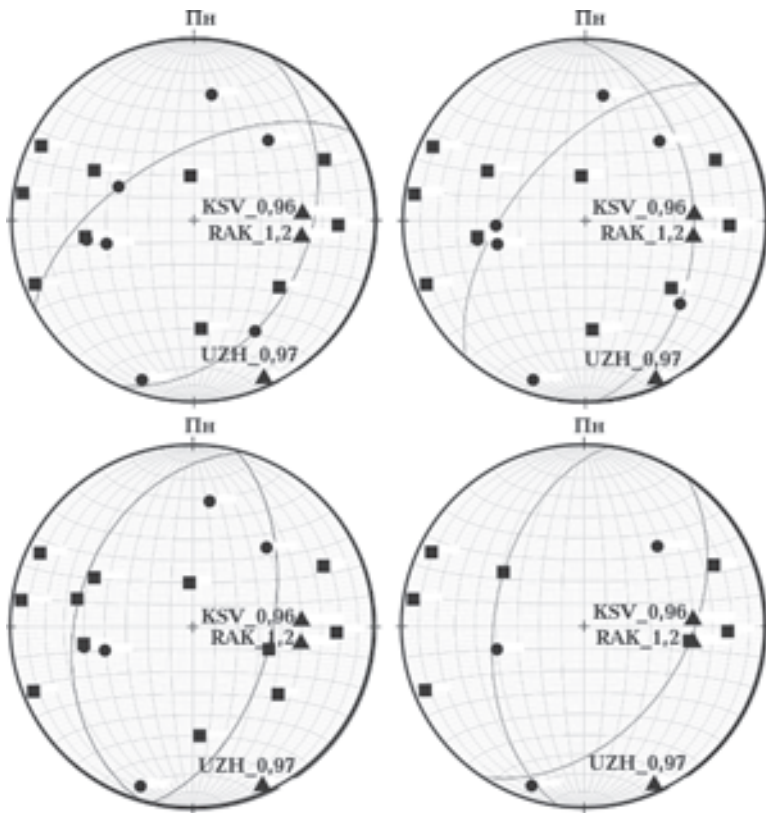 Пн
KSV_0,96
RAK_1,2
UZH_0,97
Пн
KSV_0,96
RAK_1,2
UZH_0,97
Пн
KSV_0,96
RAK_1,2
UZH_0,97
Пн
KSV_0,96
RAK_1,2
UZH_0,97